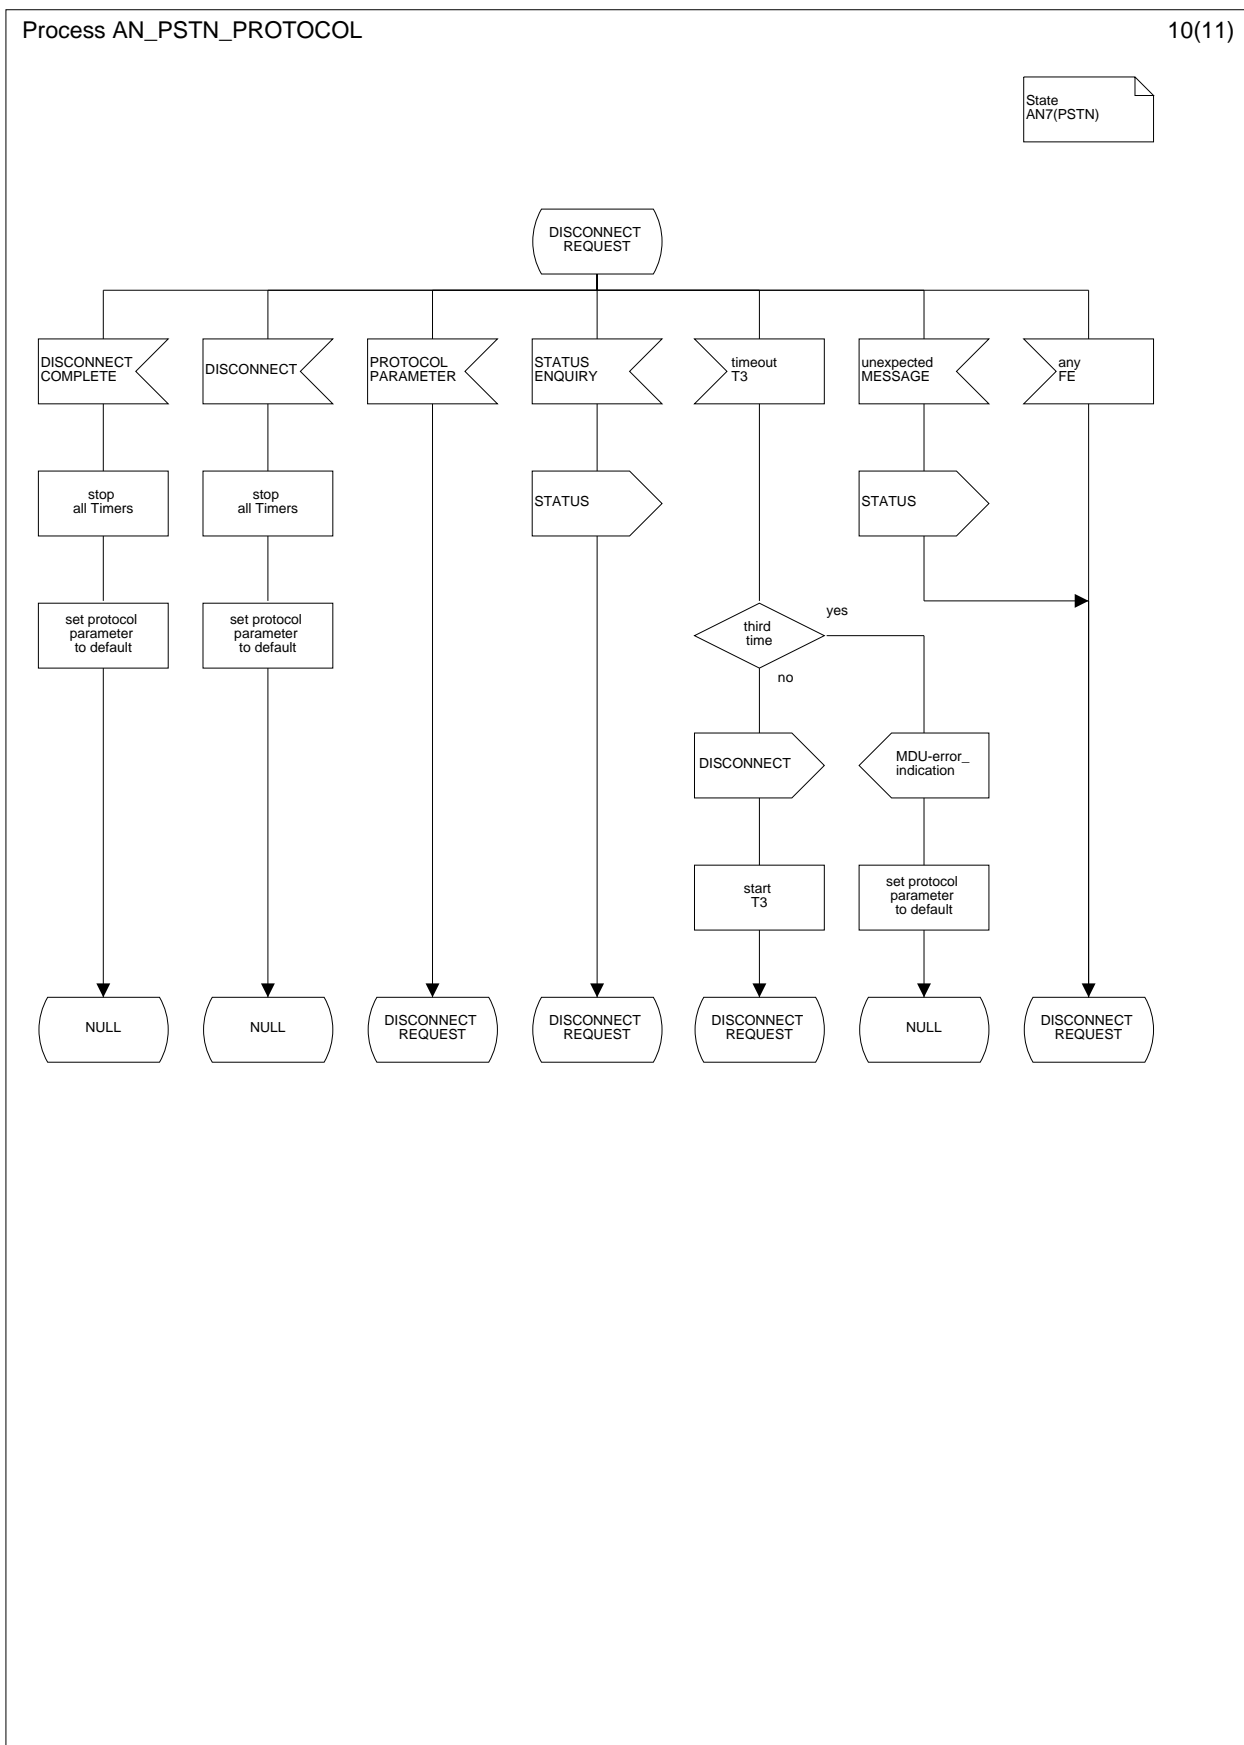 Process AN_PSTN_PROTOCOL
10(11)
State
AN7(PSTN)
DISCONNECT
REQUEST
DISCONNECT
COMPLETE
DISCONNECT
PROTOCOL
PARAMETER
STATUS
ENQUIRY
timeout
T3
unexpected
MESSAGE
any
FE
stop
all Timers
stop
all Timers
STATUS
STATUS
set protocol
parameter
to default
set protocol
parameter
to default
third
time
yes
no
DISCONNECT
MDU-error_
indication
start
T3
set protocol
parameter
to default
NULL
NULL
DISCONNECT
REQUEST
DISCONNECT
REQUEST
DISCONNECT
REQUEST
NULL
DISCONNECT
REQUEST